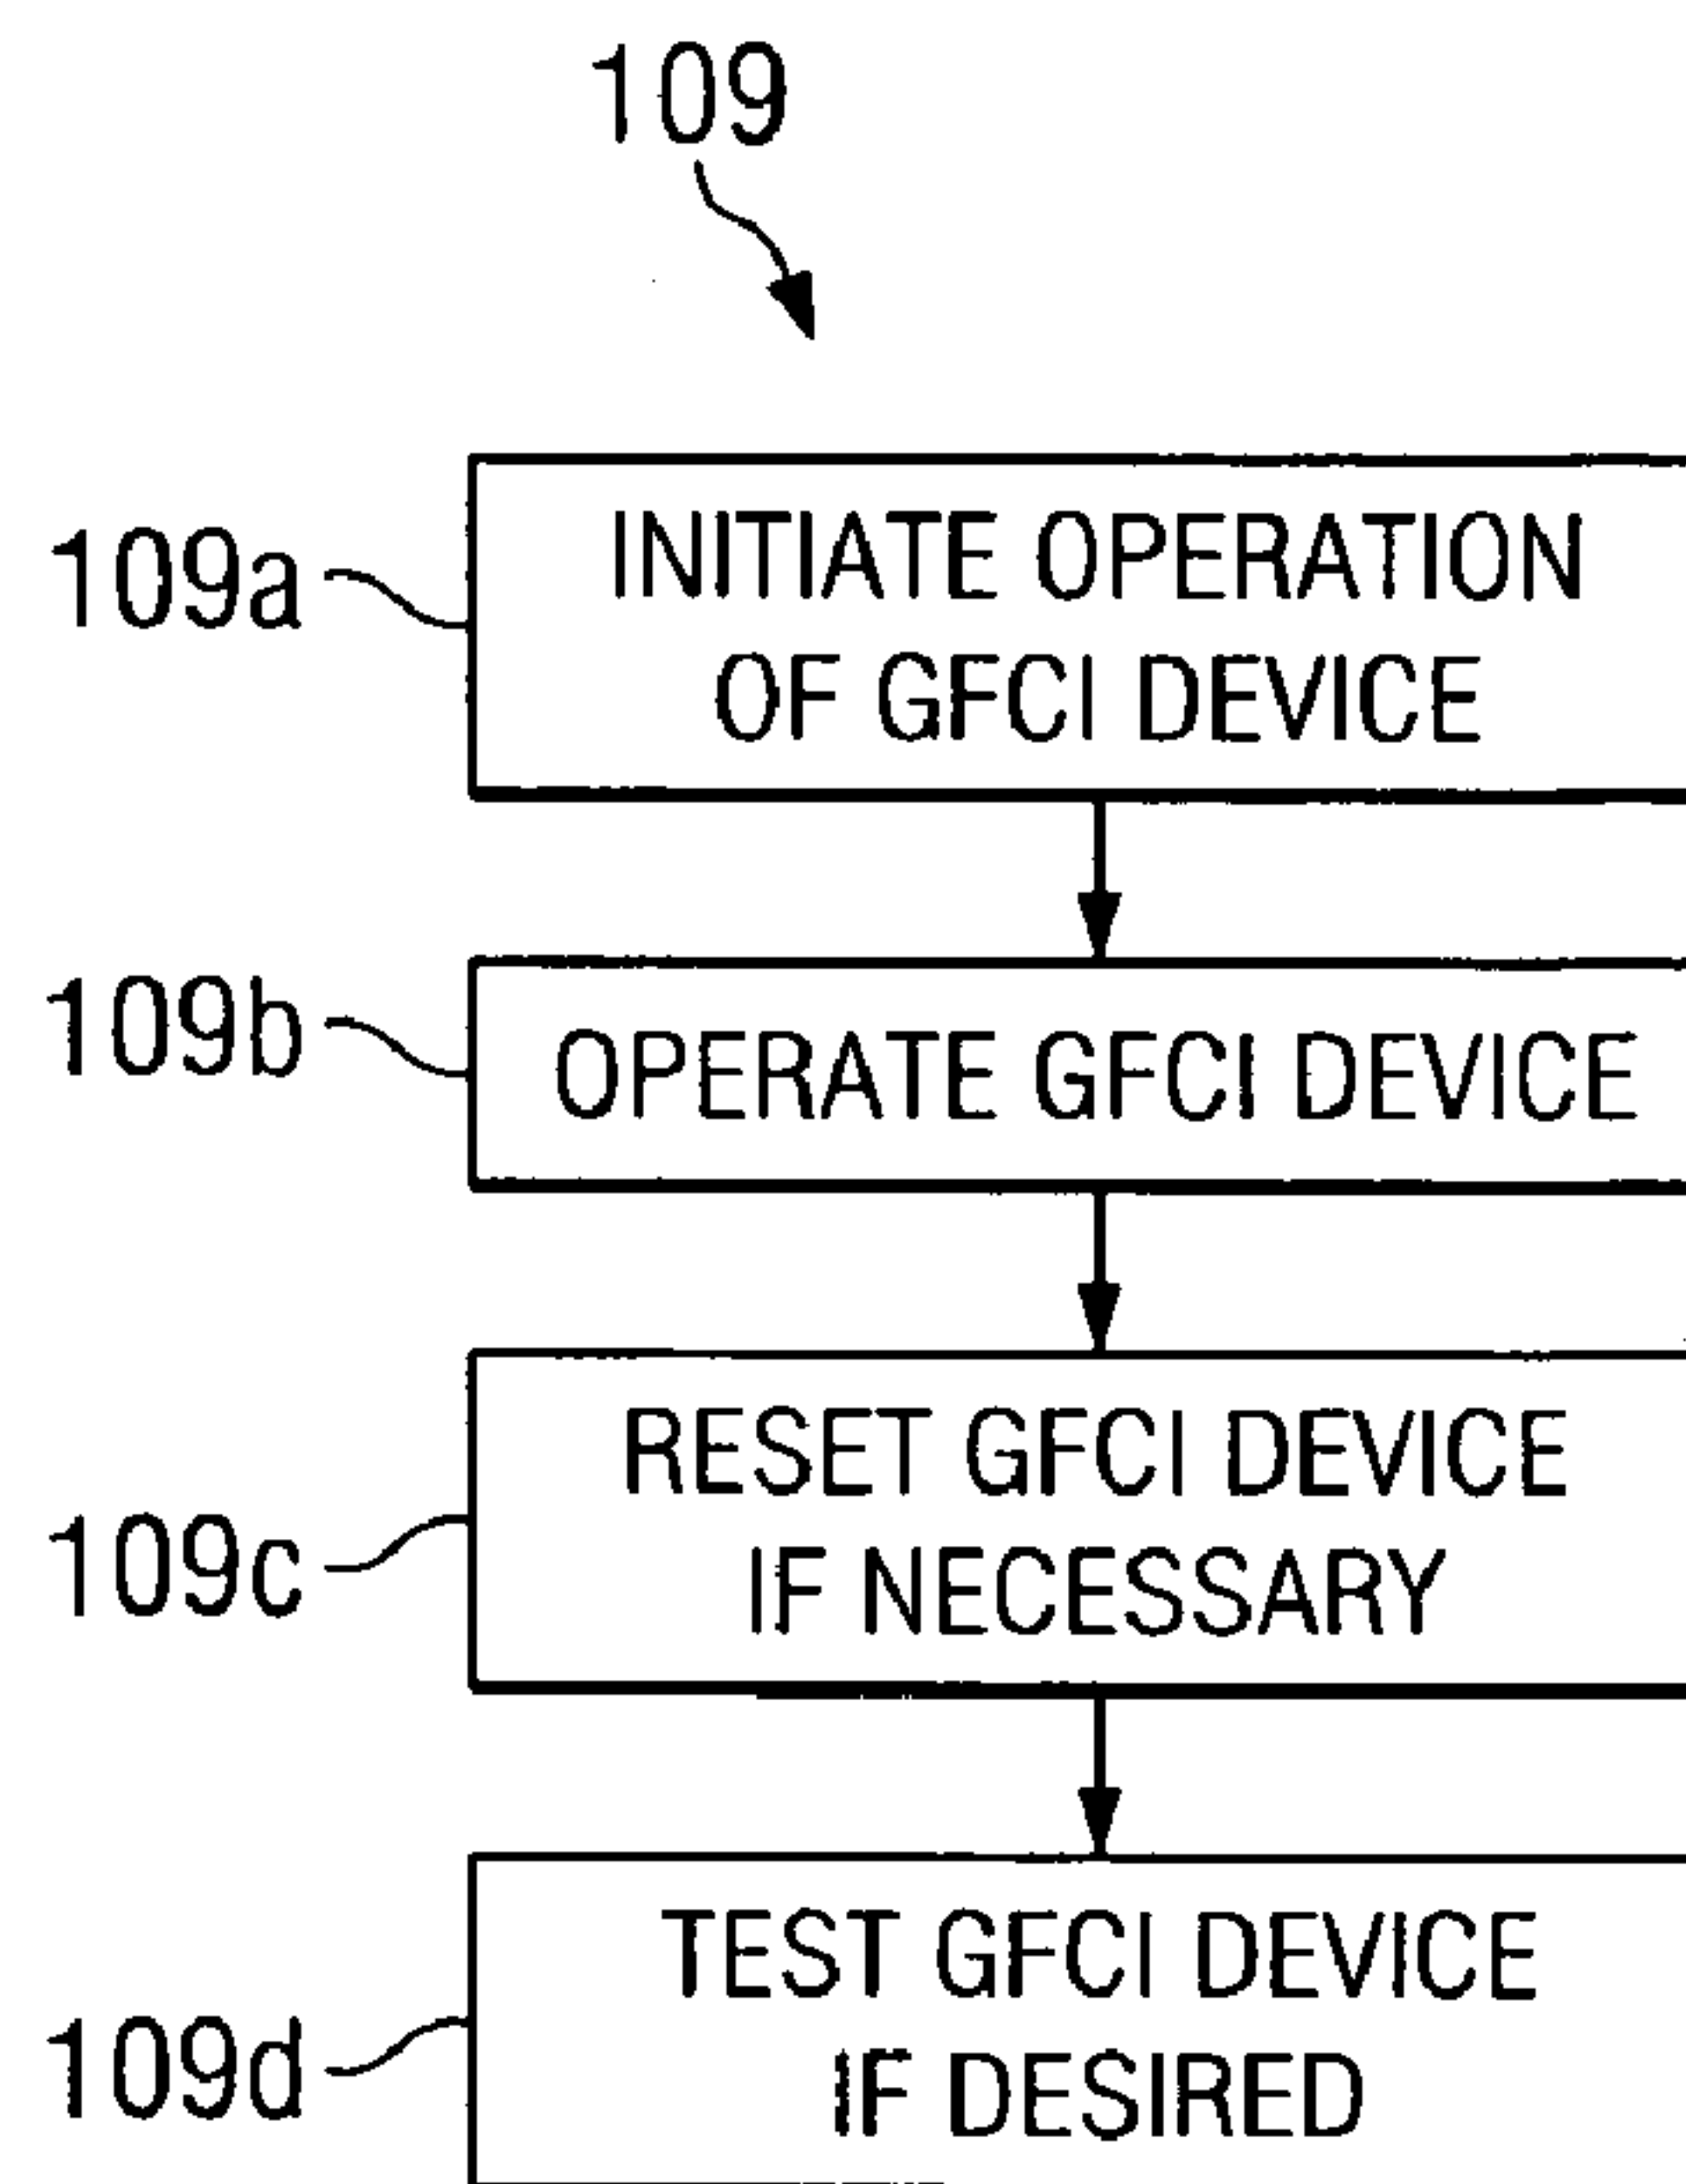 109
109a
INITIATE OPERATION
OF GFCI DEVICE
109b
OPERATE GFCI DEVICE
109c
RESET GFCI DEVICE
IF NECESSARY
109d
TEST GFCI DEVICE
IF DESIRED